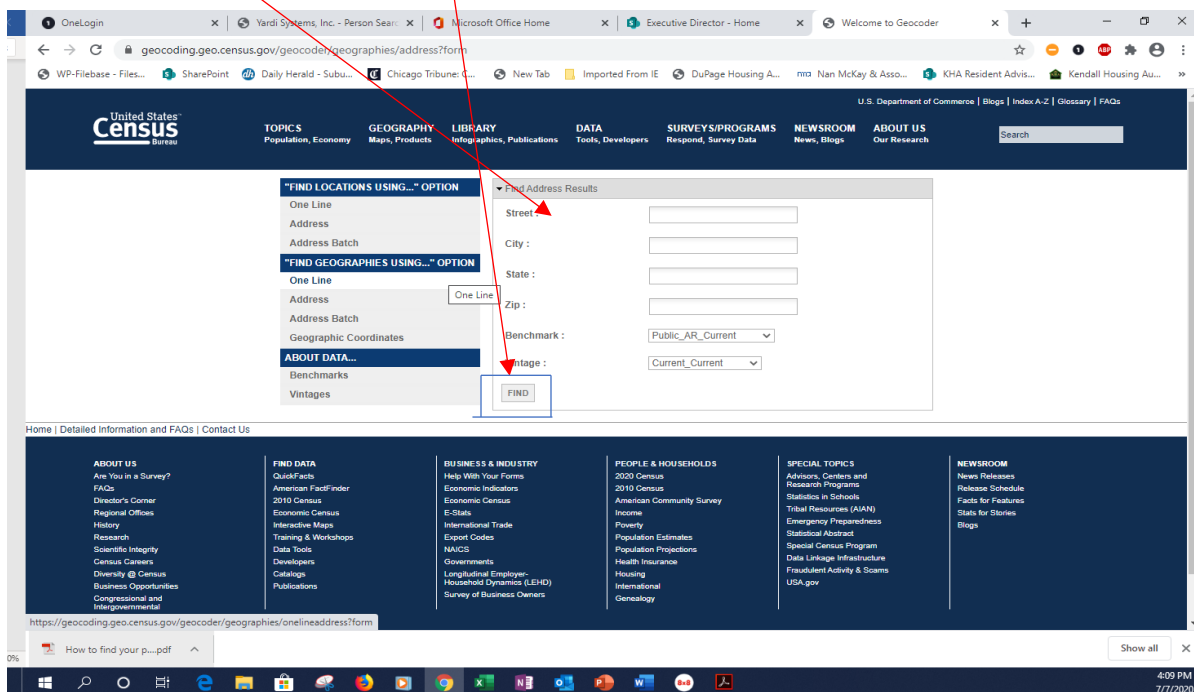 OneLogin
Yardi Systems, Inc. - Person Searc
Microsoft Office Home
Executive Director - Home
Welcome to Geocoder
geocoding.geo.census.gov/geocoder/geographies/address?form
ABP
WP-Filebase - Files...
SharePoint
Daily Herald - Subu...
Chicago Tribune: C...
New Tab
Imported From IE
DuPage Housing A...
Nan McKay & Asso...
KHA Resident Advis...
Kendall Housing Au...
U.S. Department of Commerce | Blogs | Index A-Z | Glossary | FAQs
United States™
Census
Bureau
TOPICS
Population, Economy
GEOGRAPHY
Maps, Products
LIBRARY
Infographics, Publications
DATA
Tools, Developers
SURVEYS/PROGRAMS
Respond, Survey Data
NEWSROOM
News, Blogs
ABOUT US
Our Research
Search
"FIND LOCATIONS USING..." OPTION
One Line
Address
Address Batch
"FIND GEOGRAPHIES USING..." OPTION
One Line
Address
Address Batch
Geographic Coordinates
ABOUT DATA...
Benchmarks
Vintages
One Line
Find Address Results
Street :
City :
State :
Zip :
Benchmark :
Public_AR_Current
ntage :
Current_Current
FIND
Home | Detailed Information and FAQs | Contact Us
ABOUT US
Are You in a Survey?
FAQs
Director's Corner
Regional Offices
History
Research
Scientific Integrity
Census Careers
Diversity @ Census
Business Opportunities
Congressional and
Intergovernmental
FIND DATA
QuickFacts
American FactFinder
2010 Census
Economic Census
Interactive Maps
Training & Workshops
Data Tools
Developers
Catalogs
Publications
BUSINESS & INDUSTRY
Help With Your Forms
Economic Indicators
Economic Census
E-Stats
International Trade
Export Codes
NAICS
Governments
Longitudinal Employer-
Household Dynamics (LEHD)
Survey of Business Owners
PEOPLE & HOUSEHOLDS
2020 Census
2010 Census
American Community Survey
Income
Poverty
Population Estimates
Population Projections
Health Insurance
Housing
International
Genealogy
SPECIAL TOPICS
Advisors, Centers and
Research Programs
Statistics in Schools
Tribal Resources (AIAN)
Emergency Preparedness
Statistical Abstract
Special Census Program
Data Linkage Infrastructure
Fraudulent Activity & Scams
USA.gov
NEWSROOM
News Releases
Release Schedule
Facts for Features
Stats for Stories
Blogs
https://geocoding.geo.census.gov/geocoder/geographies/onelineaddress?form
How to find your p....pdf
Show all
0%
4:09 PM
7/7/2020